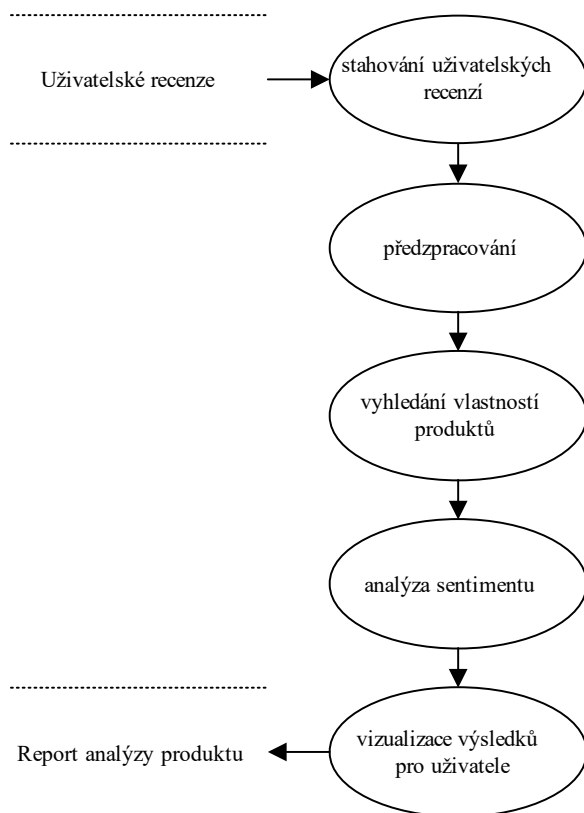 Uživatelské recenze
stahování uživatelských
recenzí
předzpracování
vyhledání vlastností
produktů
analýza sentimentu
Report analýzy produktu
vizualizace výsledků
pro uživatele